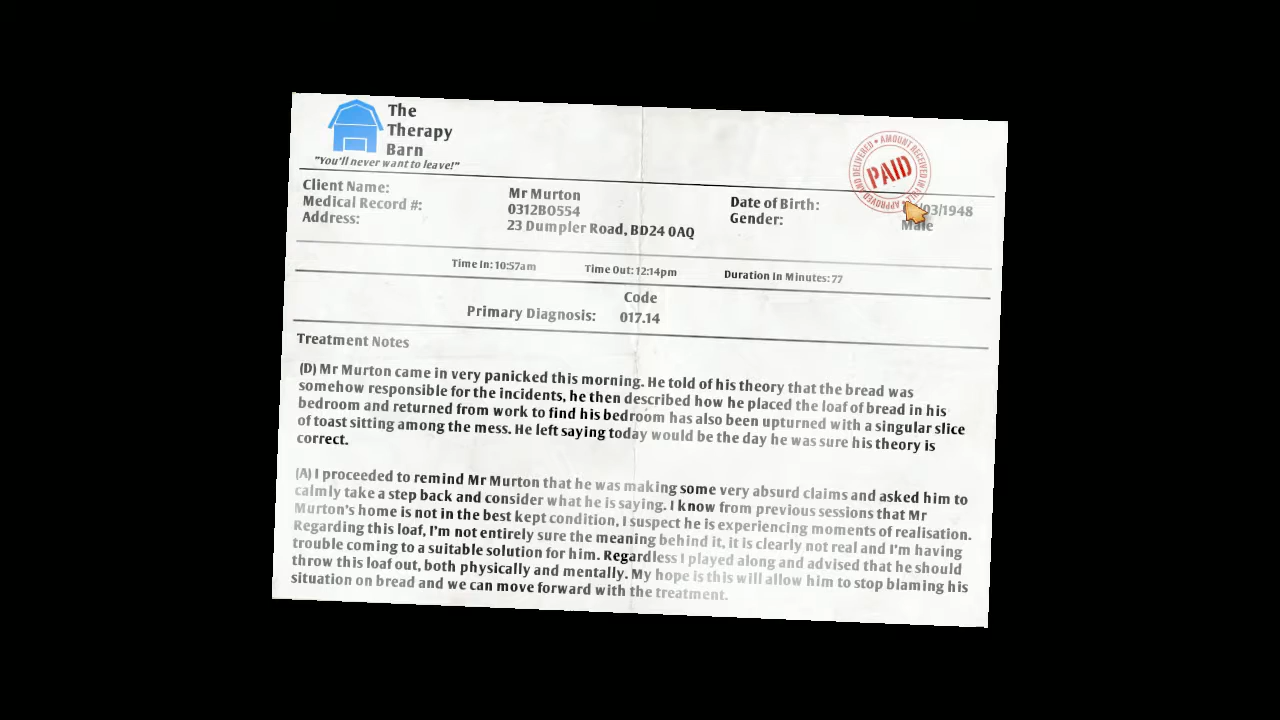 The
Therapy
Barn
"You'll never want to leave!"
AMOUNT RECEIVED IN FULL • APPROVED AND DELIVERED •
PAID
Client Name: Mr Murton Date of Birth: /03/1948
Medical Record #: 0312B0554 Gender: Male
Address: 23 Dumpler Road, BD24 0AQ
Time In: 10:57am Time Out: 12:14pm Duration In Minutes: 77
Code
Primary Diagnosis: 017.14
Treatment Notes
(D) Mr Murton came in very panicked this morning. He told of his theory that the bread was
somehow responsible for the incidents, he then described how he placed the loaf of bread in his
bedroom and returned from work to find his bedroom has also been upturned with a singular slice
of toast sitting among the mess. He left saying today would be the day he was sure his theory is
correct.
(A) I proceeded to remind Mr Murton that he was making some very absurd claims and asked him to
calmly take a step back and consider what he is saying. I know from previous sessions that Mr
Murton's home is not in the best kept condition, I suspect he is experiencing moments of realisation.
Regarding this loaf, I'm not entirely sure the meaning behind it, it is clearly not real and I'm having
trouble coming to a suitable solution for him. Regardless I played along and advised that he should
throw this loaf out, both physically and mentally. My hope is this will allow him to stop blaming his
situation on bread and we can move forward with the treatment.